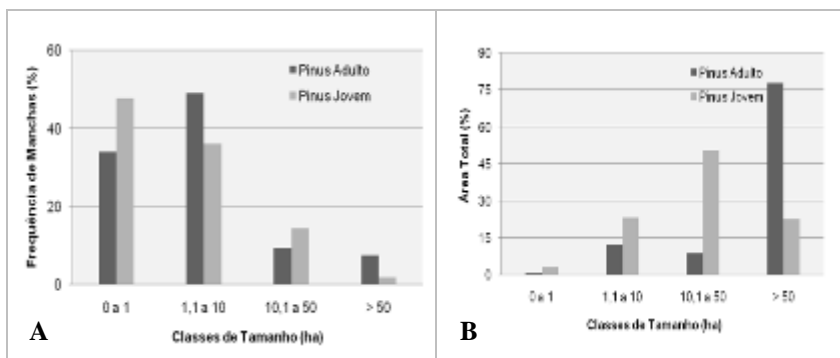 60
40
20
0
Frequência de Manchas (%)
Pinus Adulto
Pinus Jovem
0 a 1
1,1 a 10
10,1 a 50
> 50
Classes de Tamanho (ha)
A
90
75
60
45
30
15
0
Área Total (%)
Pinus Adulto
Pinus Jovem
0 a 1
1,1 a 10
10,1 a 50
> 50
Classes de Tamanho (ha)
B